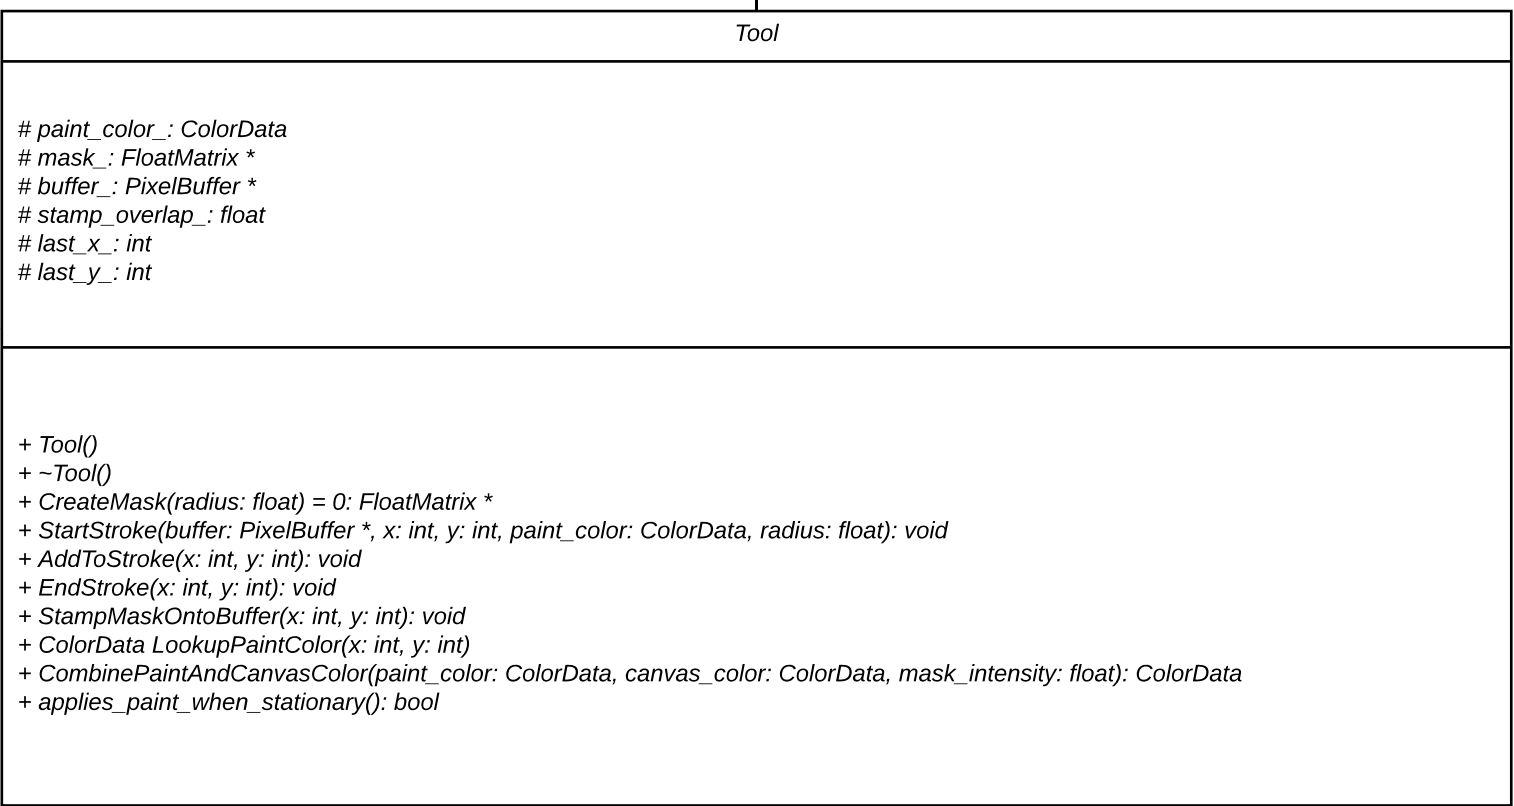 Tool
# paint_color_: ColorData
# mask_: FloatMatrix *
# buffer_: PixelBuffer *
# stamp_overlap_: float
# last_x_: int
# last_y_: int
+ Tool()
+ ~Tool()
+ CreateMask(radius: float) = 0: FloatMatrix *
+ StartStroke(buffer: PixelBuffer *, x: int, y: int, paint_color: ColorData, radius: float): void
+ AddToStroke(x: int, y: int): void
+ EndStroke(x: int, y: int): void
+ StampMaskOntoBuffer(x: int, y: int): void
+ ColorData LookupPaintColor(x: int, y: int)
+ CombinePaintAndCanvasColor(paint_color: ColorData, canvas_color: ColorData, mask_intensity: float): ColorData
+ applies_paint_when_stationary(): bool